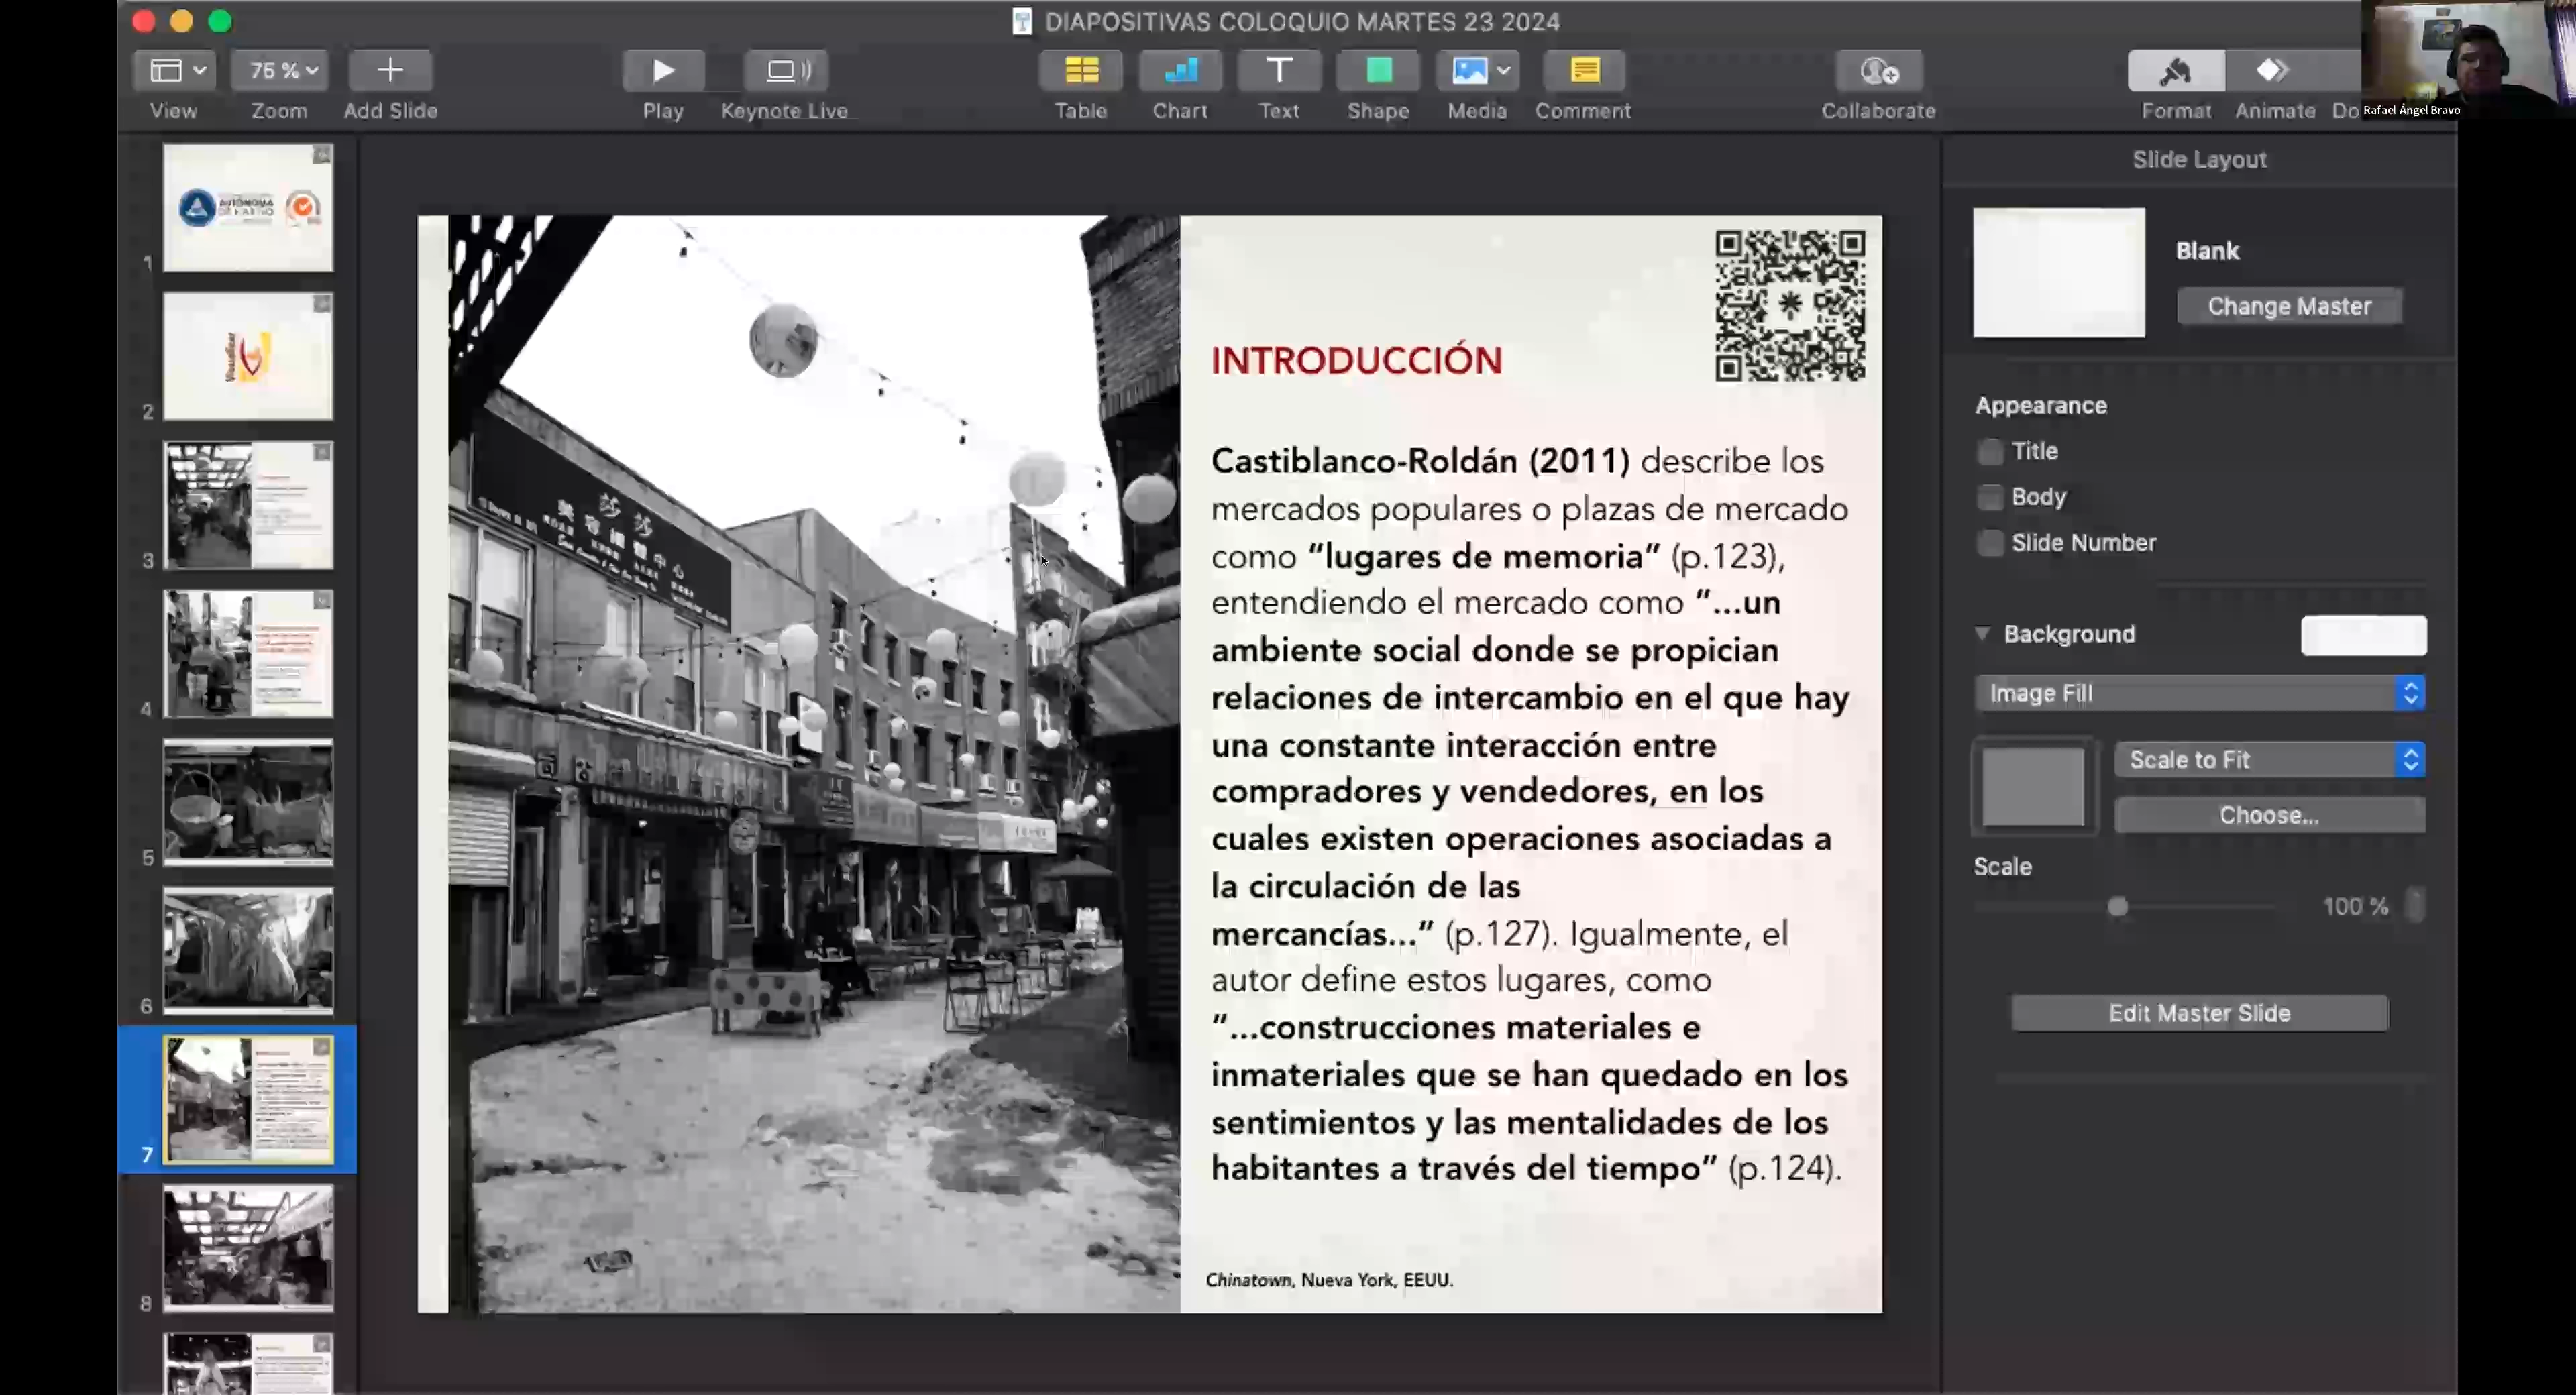 DIAPOSITIVAS COLOQUIO MARTES 23 2024
75 %
View
Zoom
Add Slide
Play
Keynote Live
Table
Chart
Text
Shape
Media
Comment
Collaborate
Format
Animate
Do
Rafael Ángel Bravo
1
AUTÓNOMA
2
Visualizar
3
4
5
6
7
8
INTRODUCCIÓN
Castiblanco-Roldán (2011) describe los
mercados populares o plazas de mercado
como “lugares de memoria” (p.123),
entendiendo el mercado como “...un
ambiente social donde se propician
relaciones de intercambio en el que hay
una constante interacción entre
compradores y vendedores, en los
cuales existen operaciones asociadas a
la circulación de las
mercancías...” (p.127). Igualmente, el
autor define estos lugares, como
“...construcciones materiales e
inmateriales que se han quedado en los
sentimientos y las mentalidades de los
habitantes a través del tiempo” (p.124).
Chinatown, Nueva York, EEUU.
Slide Layout
Blank
Change Master
Appearance
Title
Body
Slide Number
Background
Image Fill
Scale to Fit
Choose...
Scale
100 %
Edit Master Slide